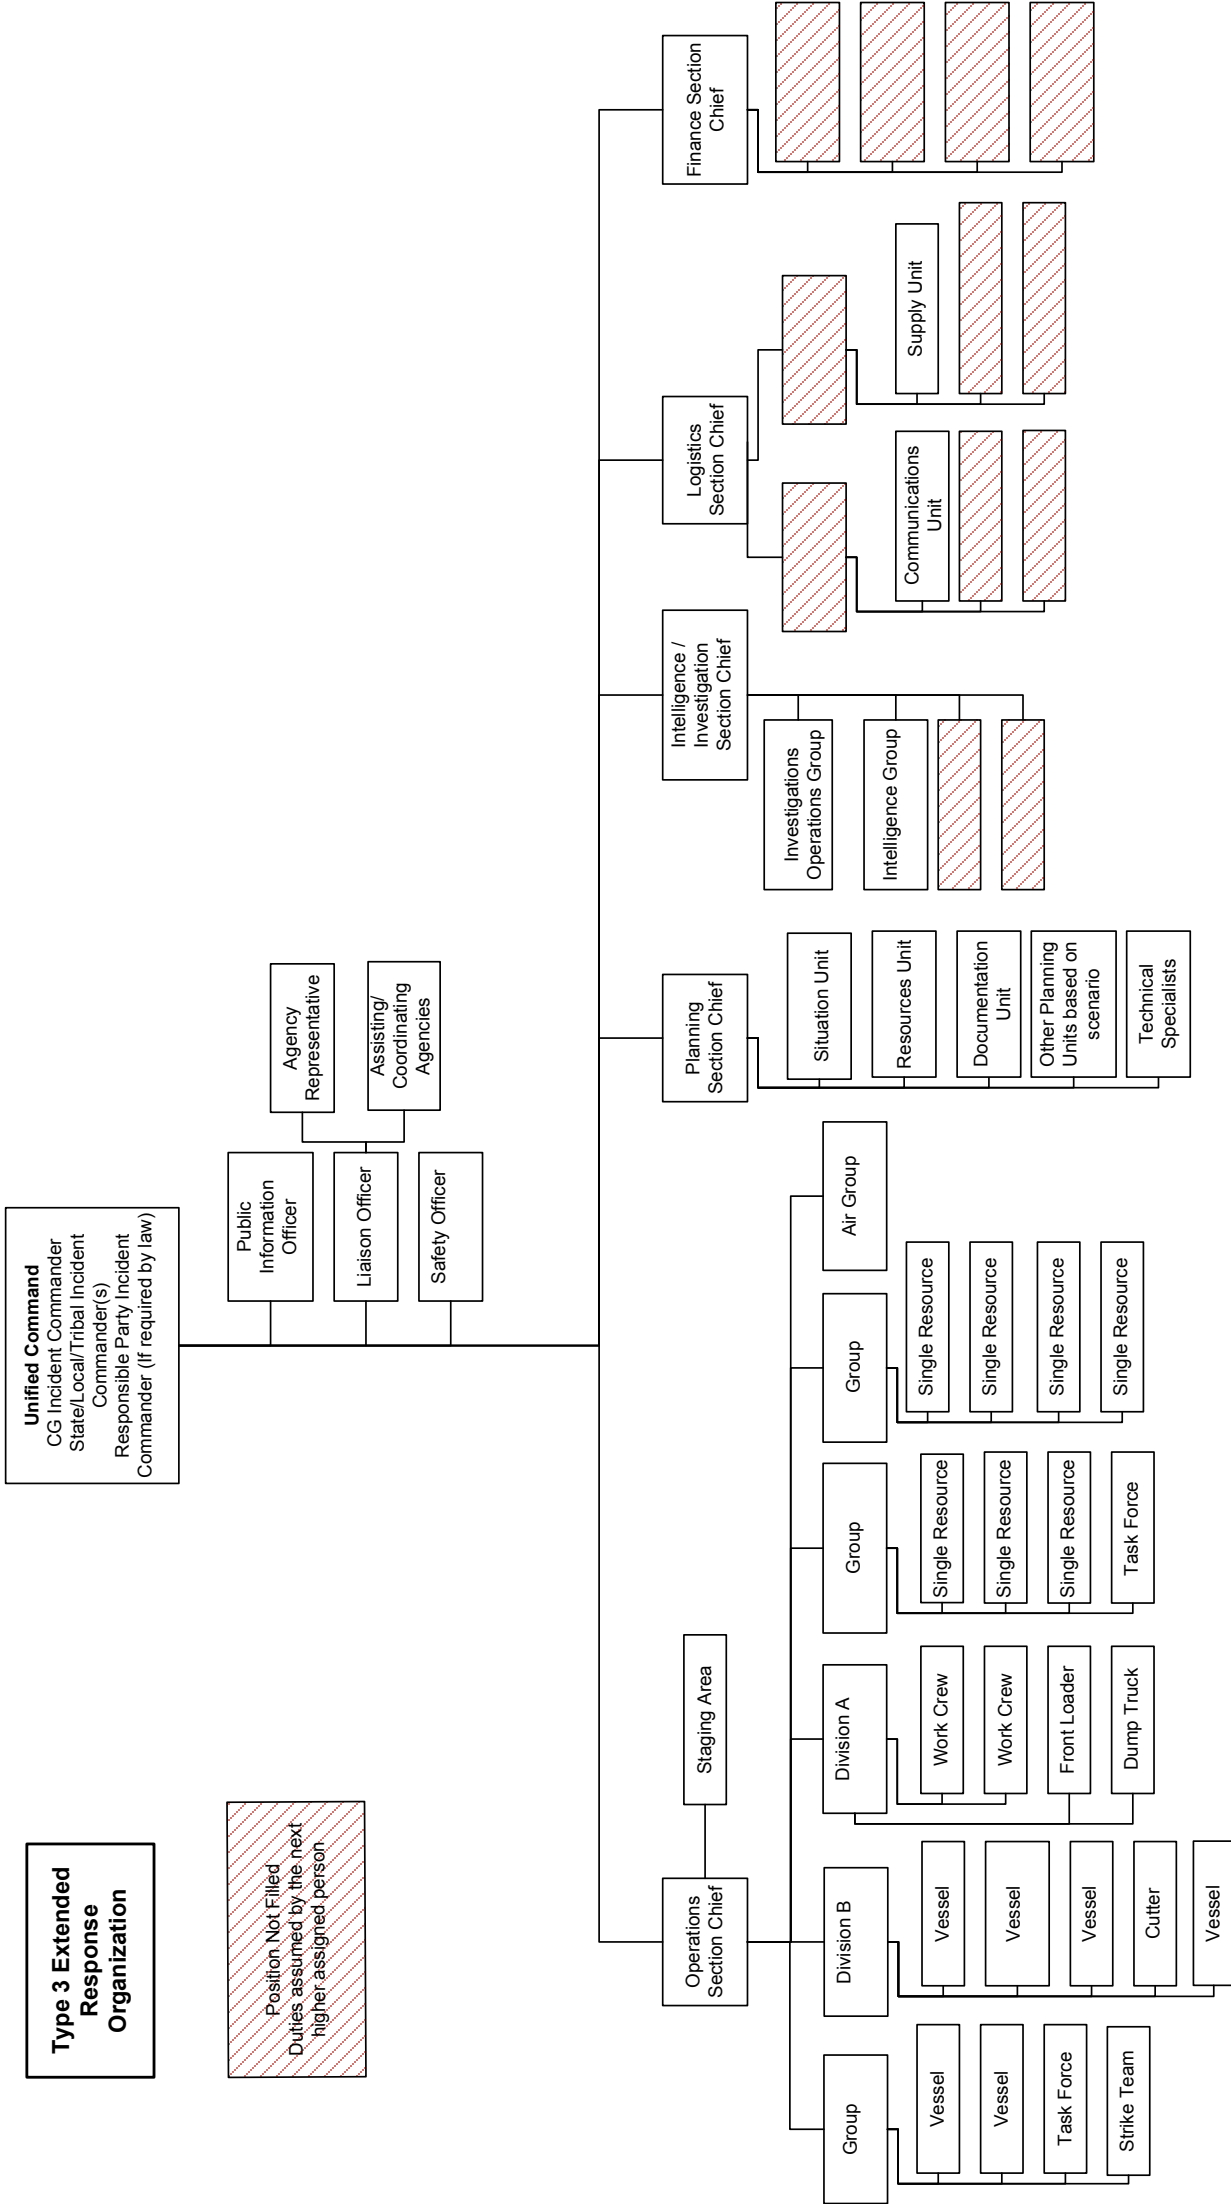 Type 3 Extended
Response
Organization
Position Not Filled
Duties assumed by the next
higher assigned person
Unified Command
CG Incident Commander
State/Local/Tribal Incident
Commander(s)
Responsible Party Incident
Commander (If required by law)
Public
Information
Officer
Liaison Officer
Safety Officer
Agency
Representative
Assisting/
Coordinating
Agencies
Operations
Section Chief
Staging Area
Planning
Section Chief
Intelligence /
Investigation
Section Chief
Logistics
Section Chief
Finance Section
Chief
Group
Vessel
Vessel
Task Force
Strike Team
Division B
Vessel
Vessel
Vessel
Cutter
Vessel
Division A
Work Crew
Work Crew
Front Loader
Dump Truck
Group
Single Resource
Single Resource
Single Resource
Task Force
Group
Single Resource
Single Resource
Single Resource
Single Resource
Air Group
Situation Unit
Resources Unit
Documentation
Unit
Other Planning
Units based on
scenario
Technical
Specialists
Investigations
Operations Group
Intelligence Group
Communications
Unit
Supply Unit